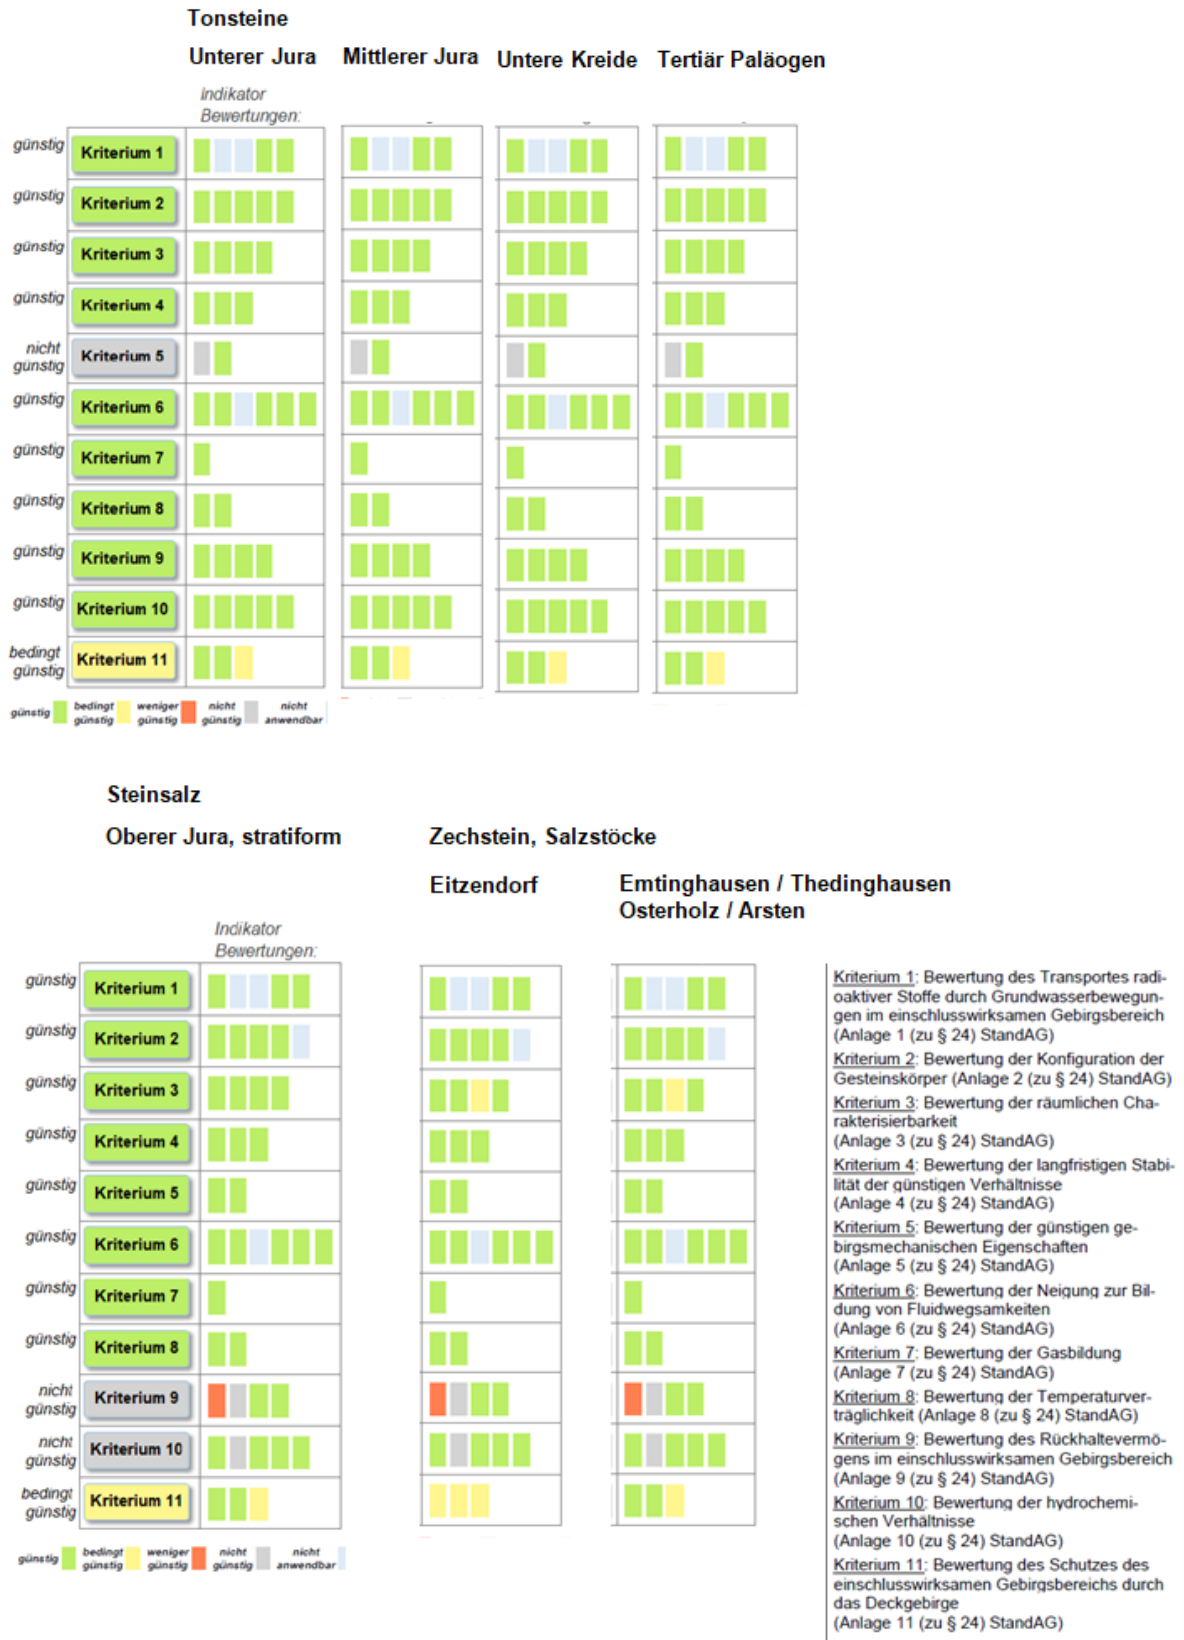 Tonsteine
Unterer Jura
Mittlerer Jura
Untere Kreide
Tertiär Paläogen
Indikator
Bewertungen:
günstig
Kriterium 1
günstig
Kriterium 2
günstig
Kriterium 3
günstig
Kriterium 4
nicht
günstig
Kriterium 5
günstig
Kriterium 6
günstig
Kriterium 7
günstig
Kriterium 8
günstig
Kriterium 9
günstig
Kriterium 10
bedingt
günstig
Kriterium 11
günstig
bedingt
günstig
weniger
günstig
nicht
günstig
nicht
anwendbar
Steinsalz
Oberer Jura, stratiform
Zechstein, Salzstöcke
Eitzendorf
Emtinghausen / Thedinghausen
Osterholz / Arsten
Indikator
Bewertungen:
günstig
Kriterium 1
günstig
Kriterium 2
günstig
Kriterium 3
günstig
Kriterium 4
günstig
Kriterium 5
günstig
Kriterium 6
günstig
Kriterium 7
günstig
Kriterium 8
nicht
günstig
Kriterium 9
nicht
günstig
Kriterium 10
bedingt
günstig
Kriterium 11
günstig
bedingt
günstig
weniger
günstig
nicht
günstig
nicht
anwendbar
Kriterium 1: Bewertung des Transportes radi-
oaktiver Stoffe durch Grundwasserbewegun-
gen im einschlusswirksamen Gebirgsbereich
(Anlage 1 (zu § 24) StandAG)
Kriterium 2: Bewertung der Konfiguration der
Gesteinskörper (Anlage 2 (zu § 24) StandAG)
Kriterium 3: Bewertung der räumlichen Cha-
rakterisierbarkeit
(Anlage 3 (zu § 24) StandAG)
Kriterium 4: Bewertung der langfristigen Stabi-
lität der günstigen Verhältnisse
(Anlage 4 (zu § 24) StandAG)
Kriterium 5: Bewertung der günstigen ge-
birgsmechanischen Eigenschaften
(Anlage 5 (zu § 24) StandAG)
Kriterium 6: Bewertung der Neigung zur Bil-
dung von Fluidwegsamkeiten
(Anlage 6 (zu § 24) StandAG)
Kriterium 7: Bewertung der Gasbildung
(Anlage 7 (zu § 24) StandAG)
Kriterium 8: Bewertung der Temperaturver-
träglichkeit (Anlage 8 (zu § 24) StandAG)
Kriterium 9: Bewertung des Rückhaltevermö-
gens im einschlusswirksamen Gebirgsbereich
(Anlage 9 (zu § 24) StandAG)
Kriterium 10: Bewertung der hydrochemi-
schen Verhältnisse
(Anlage 10 (zu § 24) StandAG)
Kriterium 11: Bewertung des Schutzes des
einschlusswirksamen Gebirgsbereichs durch
das Deckgebirge
(Anlage 11 (zu § 24) StandAG)